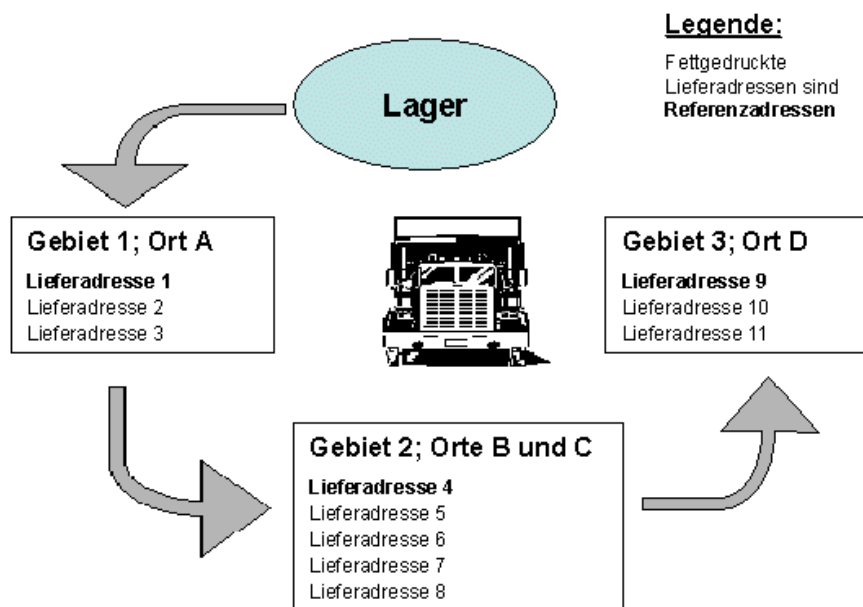 Legende:
Fettgedruckte
Lieferadressen sind
Referenzadressen
Lager
Gebiet 1; Ort A
Lieferadresse 1
Lieferadresse 2
Lieferadresse 3
Gebiet 3; Ort D
Lieferadresse 9
Lieferadresse 10
Lieferadresse 11
Gebiet 2; Orte B und C
Lieferadresse 4
Lieferadresse 5
Lieferadresse 6
Lieferadresse 7
Lieferadresse 8